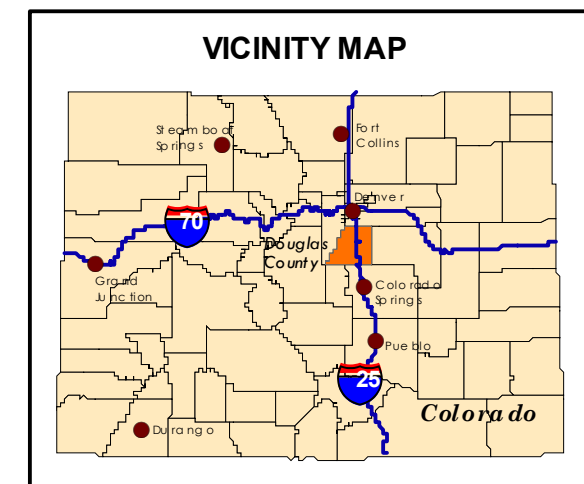 VICINITY MAP
Steamboat
Springs
Fort
Collins
Denver
70
Douglas
County
Grand
Junction
Colorado
Springs
Pueblo
25
Colorado
Durango